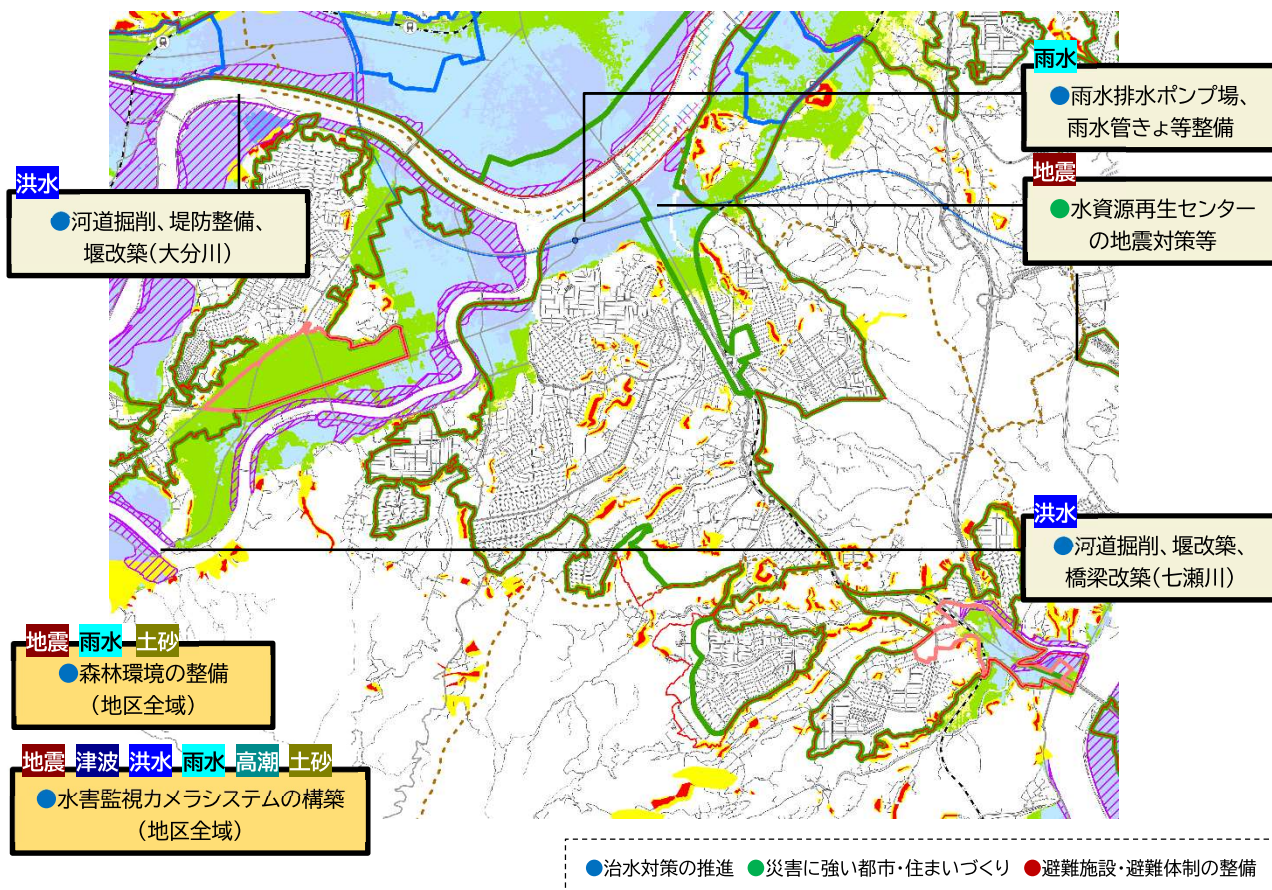 雨水
●雨水排水ポンプ場、
雨水管きょ等整備
地震
●水資源再生センター
の地震対策等
洪水
●河道掘削、堤防整備、
堰改築(大分川)
洪水
●河道掘削、堰改築、
橋梁改築(七瀬川)
地震 雨水 土砂
●森林環境の整備
(地区全域)
地震 津波 洪水 雨水 高潮 土砂
●水害監視カメラシステムの構築
(地区全域)
●治水対策の推進 ●災害に強い都市・住まいづくり ●避難施設・避難体制の整備